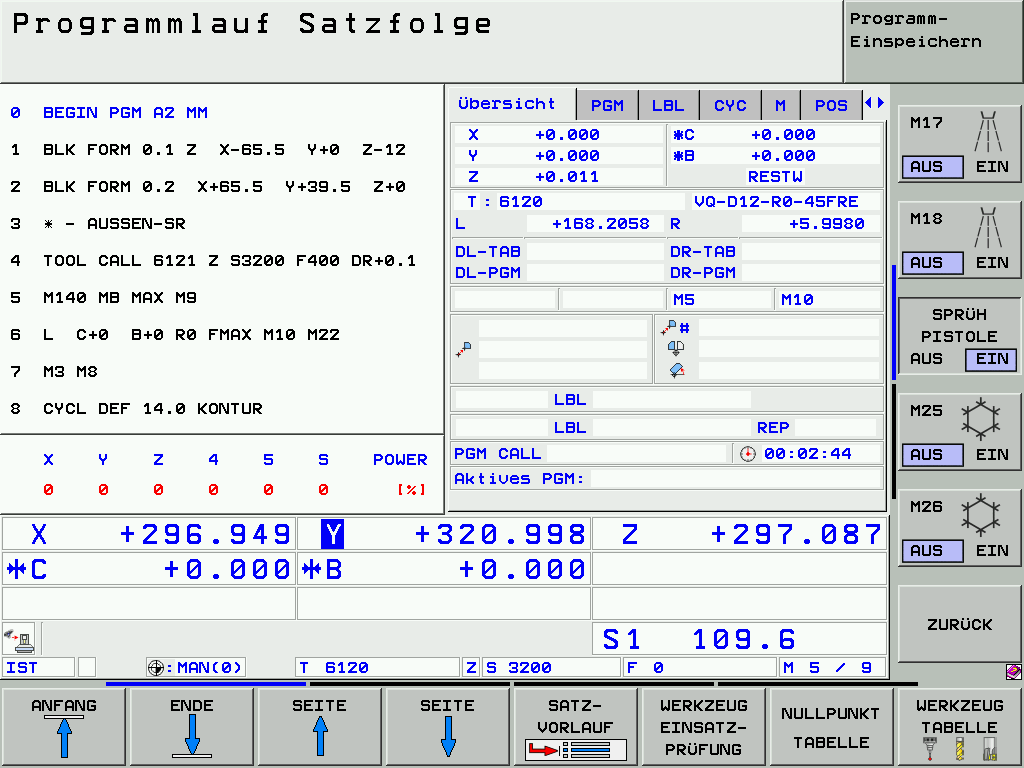 Programmlauf Satzfolge
Programm-
Einspeichern
0 BEGIN PGM A2 MM
1 BLK FORM 0.1 Z X-65.5 Y+0 Z-12
2 BLK FORM 0.2 X+65.5 Y+39.5 Z+0
3 * - AUSSEN-SR
4 TOOL CALL 6121 Z S3200 F400 DR+0.1
5 M140 MB MAX M9
6 L C+0 B+0 R0 FMAX M10 M22
7 M3 M8
8 CYCL DEF 14.0 KONTUR
X Y Z 4 5 S POWER
0 0 0 0 0 0 [%]
Übersicht PGM LBL CYC M POS
X +0.000 *C +0.000
Y +0.000 *B +0.000
Z +0.011 RESTW
T : 6120 VQ-D12-R0-45FRE
L +168.2058 R +5.9980
DL-TAB DR-TAB
DL-PGM DR-PGM
M5 M10
#
LBL
LBL REP
PGM CALL 00:02:44
Aktives PGM:
X +296.949 Y +320.998 Z +297.087
*C +0.000 *B +0.000
S1 109.6
IST :MAN(0) T 6120 Z S 3200 F 0 M 5 / 9
M17
AUS EIN
M18
AUS EIN
SPRÜH
PISTOLE
AUS EIN
M25
AUS EIN
M26
AUS EIN
ZURÜCK
ANFANG
ENDE
SEITE
SEITE
SATZ-
VORLAUF
WERKZEUG
EINSATZ-
PRÜFUNG
NULLPUNKT
TABELLE
WERKZEUG
TABELLE